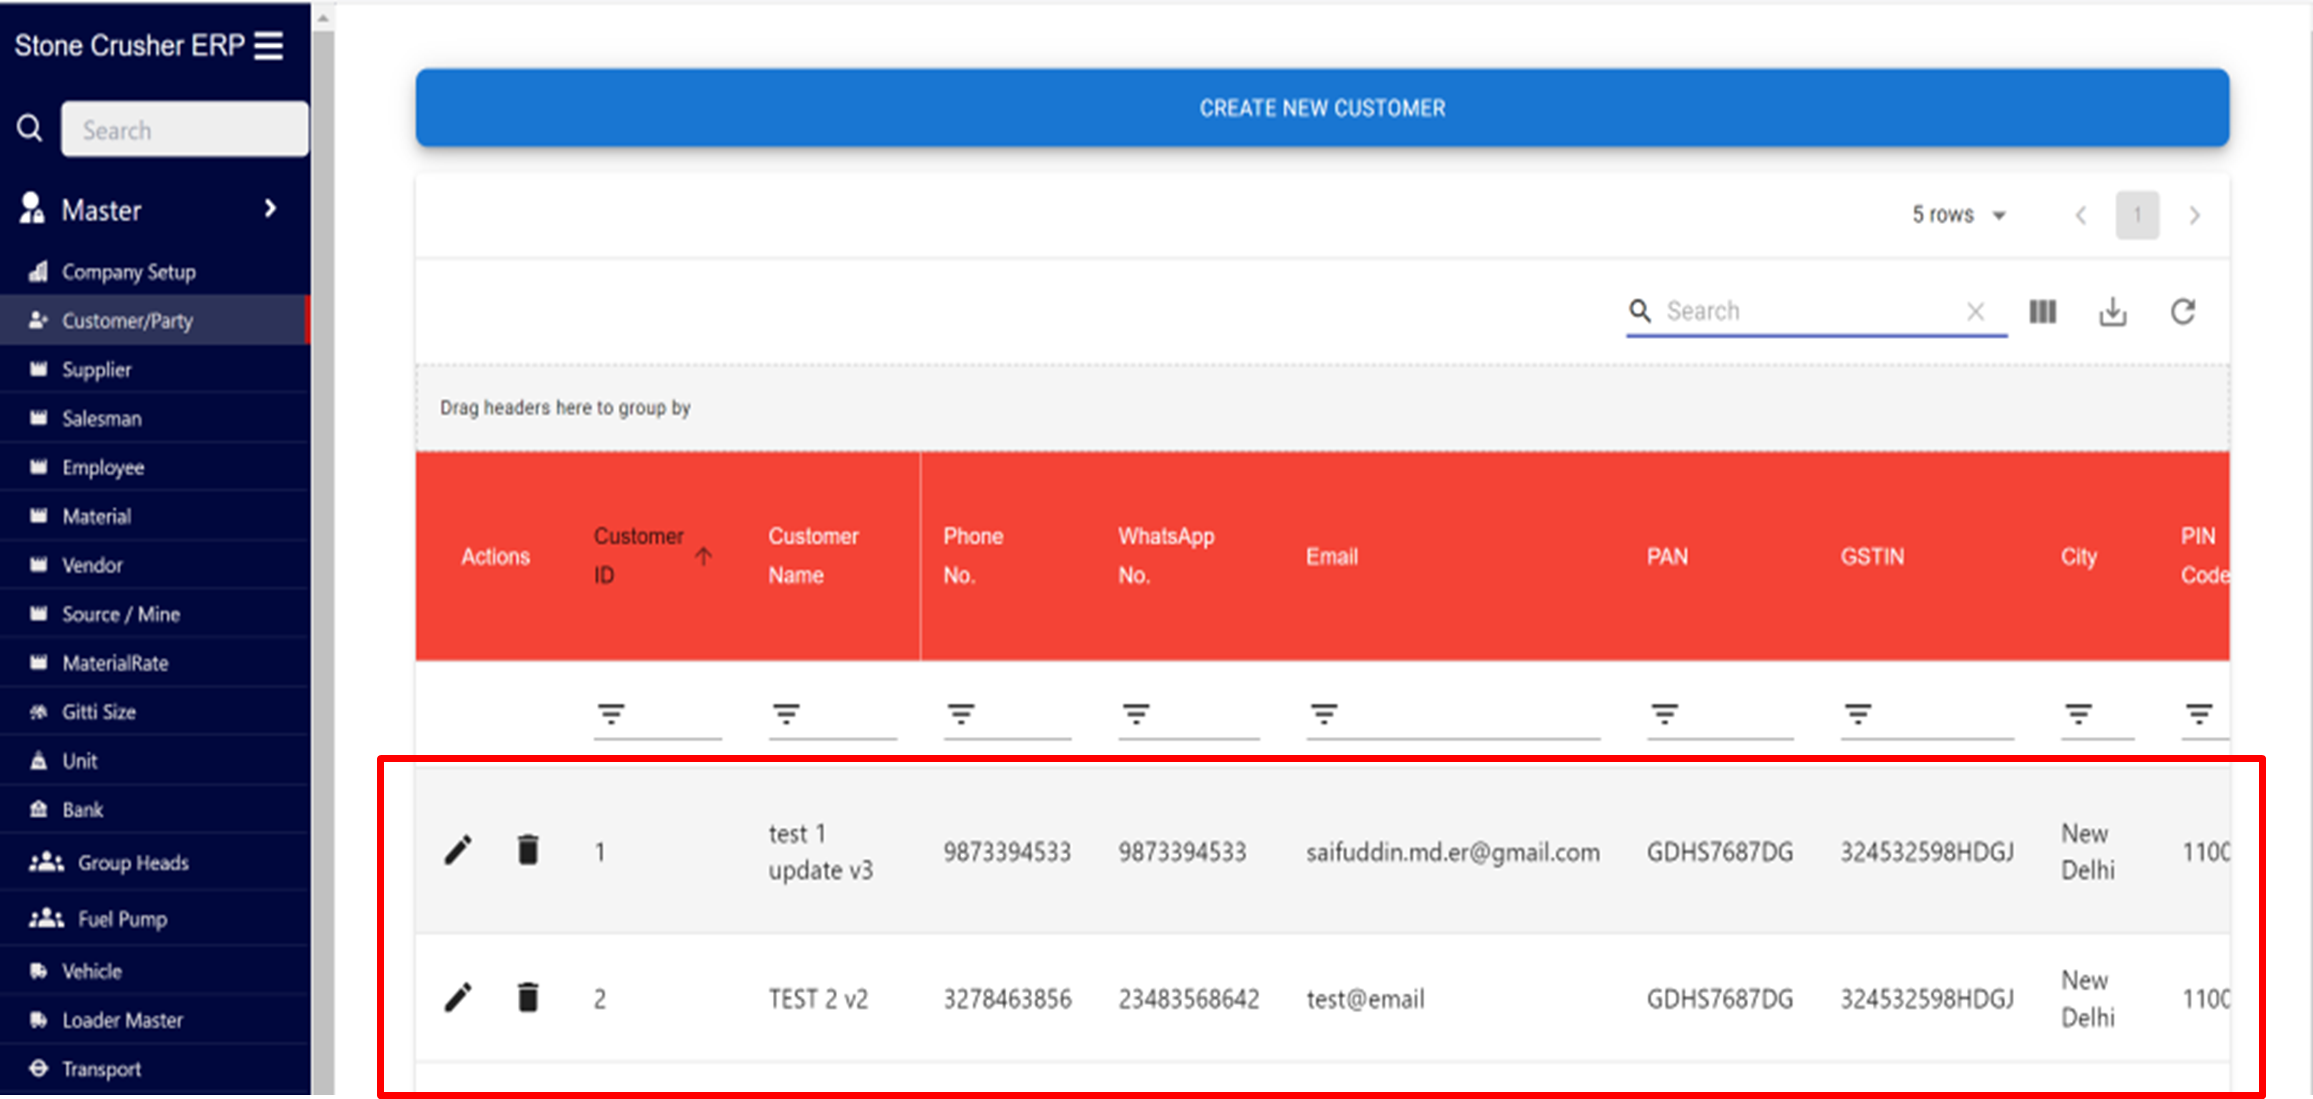 Stone Crusher ERP
Search
Master
Company Setup
Customer/Party
Supplier
Salesman
Employee
Material
Vendor
Source / Mine
MaterialRate
Gitti Size
Unit
Bank
Group Heads
Fuel Pump
Vehicle
Loader Master
Transport
CREATE NEW CUSTOMER
5 rows
1
Search
Drag headers here to group by
Actions
Customer
ID
Customer
Name
Phone
No.
WhatsApp
No.
Email
PAN
GSTIN
City
PIN
Code
1
test 1
update v3
9873394533
9873394533
saifuddin.md.er@gmail.com
GDHS7687DG
324532598HDGJ
New
Delhi
1100
2
TEST 2 v2
3278463856
23483568642
test@email
GDHS7687DG
324532598HDGJ
New
Delhi
1100